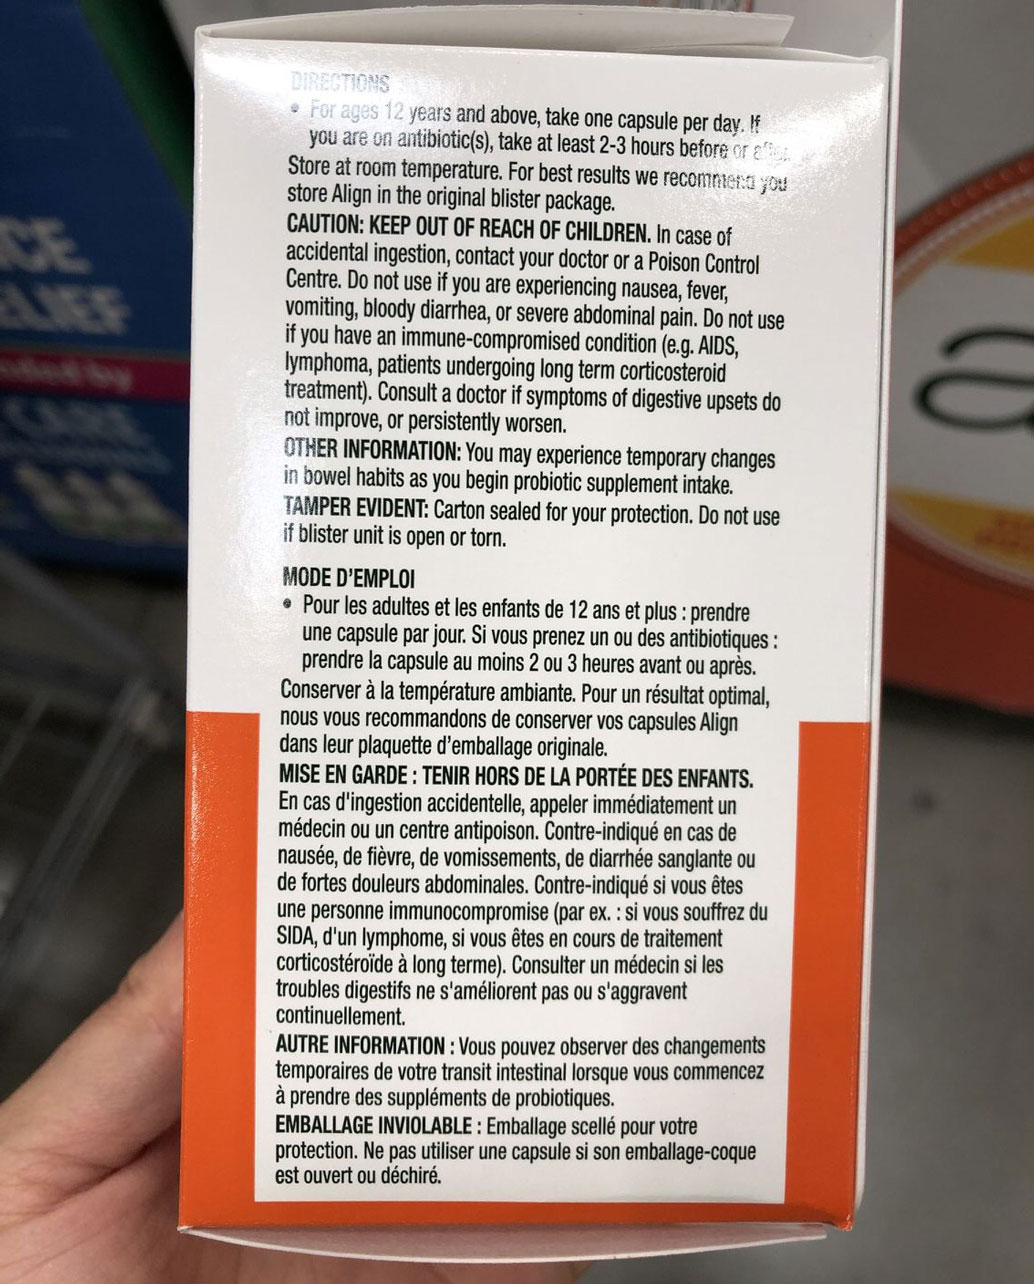 DIRECTIONS
• For ages 12 years and above, take one capsule per day. If
you are on antibiotic(s), take at least 2-3 hours before or after.
Store at room temperature. For best results we recommend you
store Align in the original blister package.
CAUTION: KEEP OUT OF REACH OF CHILDREN. In case of
accidental ingestion, contact your doctor or a Poison Control
Centre. Do not use if you are experiencing nausea, fever,
vomiting, bloody diarrhea, or severe abdominal pain. Do not use
if you have an immune-compromised condition (e.g. AIDS,
lymphoma, patients undergoing long term corticosteroid
treatment). Consult a doctor if symptoms of digestive upsets do
not improve, or persistently worsen.
OTHER INFORMATION: You may experience temporary changes
in bowel habits as you begin probiotic supplement intake.
TAMPER EVIDENT: Carton sealed for your protection. Do not use
if blister unit is open or torn.
MODE D'EMPLOI
• Pour les adultes et les enfants de 12 ans et plus : prendre
une capsule par jour. Si vous prenez un ou des antibiotiques :
prendre la capsule au moins 2 ou 3 heures avant ou après.
Conserver à la température ambiante. Pour un résultat optimal,
nous vous recommandons de conserver vos capsules Align
dans leur plaquette d'emballage originale.
MISE EN GARDE : TENIR HORS DE LA PORTÉE DES ENFANTS.
En cas d'ingestion accidentelle, appeler immédiatement un
médecin ou un centre antipoison. Contre-indiqué en cas de
nausée, de fièvre, de vomissements, de diarrhée sanglante ou
de fortes douleurs abdominales. Contre-indiqué si vous êtes
une personne immunocompromise (par ex. : si vous souffrez du
SIDA, d'un lymphome, si vous êtes en cours de traitement
corticostéroïde à long terme). Consulter un médecin si les
troubles digestifs ne s'améliorent pas ou s'aggravent
continuellement.
AUTRE INFORMATION : Vous pouvez observer des changements
temporaires de votre transit intestinal lorsque vous commencez
à prendre des suppléments de probiotiques.
EMBALLAGE INVIOLABLE : Emballage scellé pour votre
protection. Ne pas utiliser une capsule si son emballage-coque
est ouvert ou déchiré.